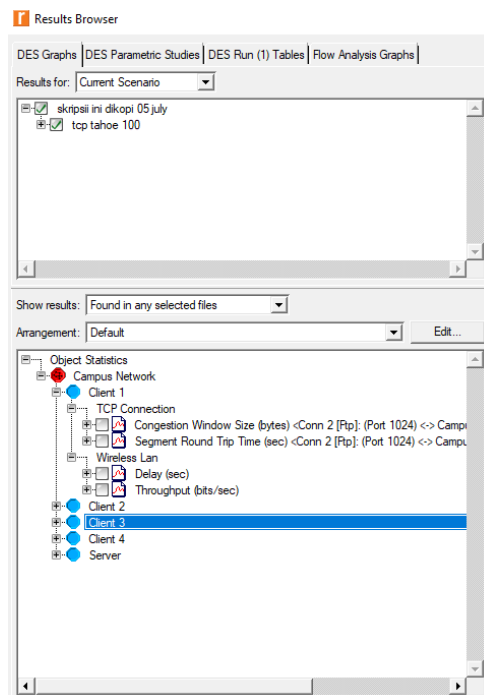 Results Browser
DES Graphs DES Parametric Studies DES Run (1) Tables Flow Analysis Graphs
Results for: Current Scenario
skripsii ini dikopi 05 july
tcp tahoe 100
Show results: Found in any selected files
Arrangement: Default Edit...
Object Statistics
Campus Network
Client 1
TCP Connection
Congestion Window Size (bytes) <Conn 2 [Ftp]: (Port 1024) <-> Campu
Segment Round Trip Time (sec) <Conn 2 [Ftp]: (Port 1024) <-> Campu
Wireless Lan
Delay (sec)
Throughput (bits/sec)
Client 2
Client 3
Client 4
Server